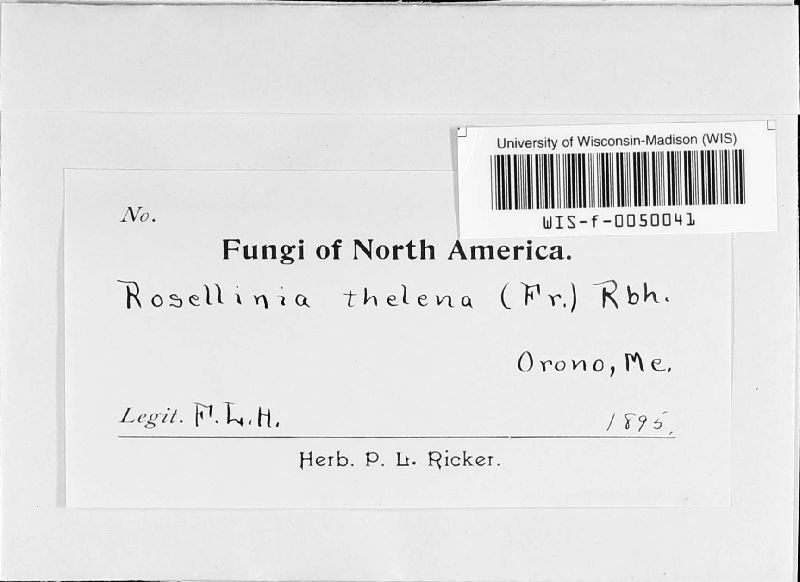 University of Wisconsin-Madison (WIS)
WIS-f-0050041
No.
Fungi of North America.
Rosellinia thelena (Fr.) Rbh.
Orono, Me.
Legit. F. L. H.
1895.
Herb. P. L. Ricker.